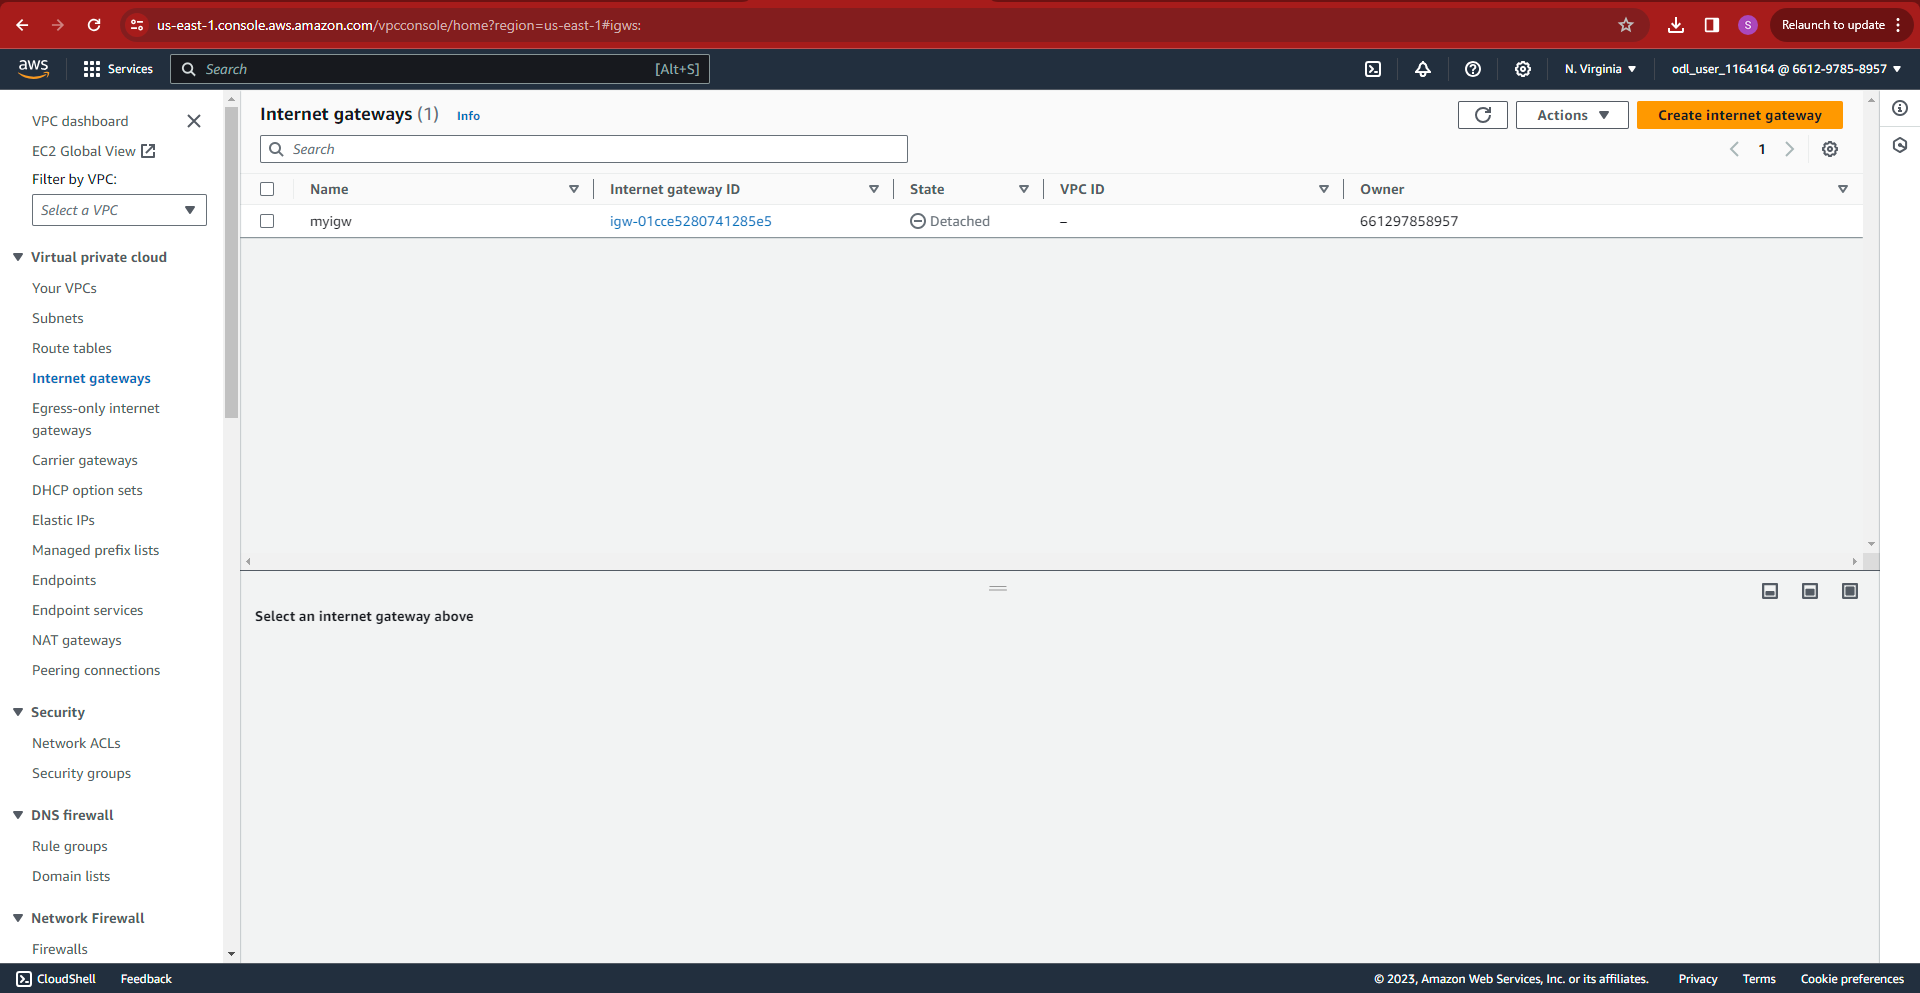 us-east-1.console.aws.amazon.com/vpcconsole/home?region=us-east-1#igws:
S
Relaunch to update
aws
Services
Search
[Alt+S]
N. Virginia
odl_user_1164164 @ 6612-9785-8957
VPC dashboard
EC2 Global View
Filter by VPC:
Select a VPC
Virtual private cloud
Your VPCs
Subnets
Route tables
Internet gateways
Egress-only internet
gateways
Carrier gateways
DHCP option sets
Elastic IPs
Managed prefix lists
Endpoints
Endpoint services
NAT gateways
Peering connections
Security
Network ACLs
Security groups
DNS firewall
Rule groups
Domain lists
Network Firewall
Firewalls
Internet gateways (1) Info
Actions
Create internet gateway
Search
1
Name Internet gateway ID State VPC ID Owner
myigw igw-01cce5280741285e5 Detached – 661297858957
Select an internet gateway above
CloudShell Feedback © 2023, Amazon Web Services, Inc. or its affiliates. Privacy Terms Cookie preferences